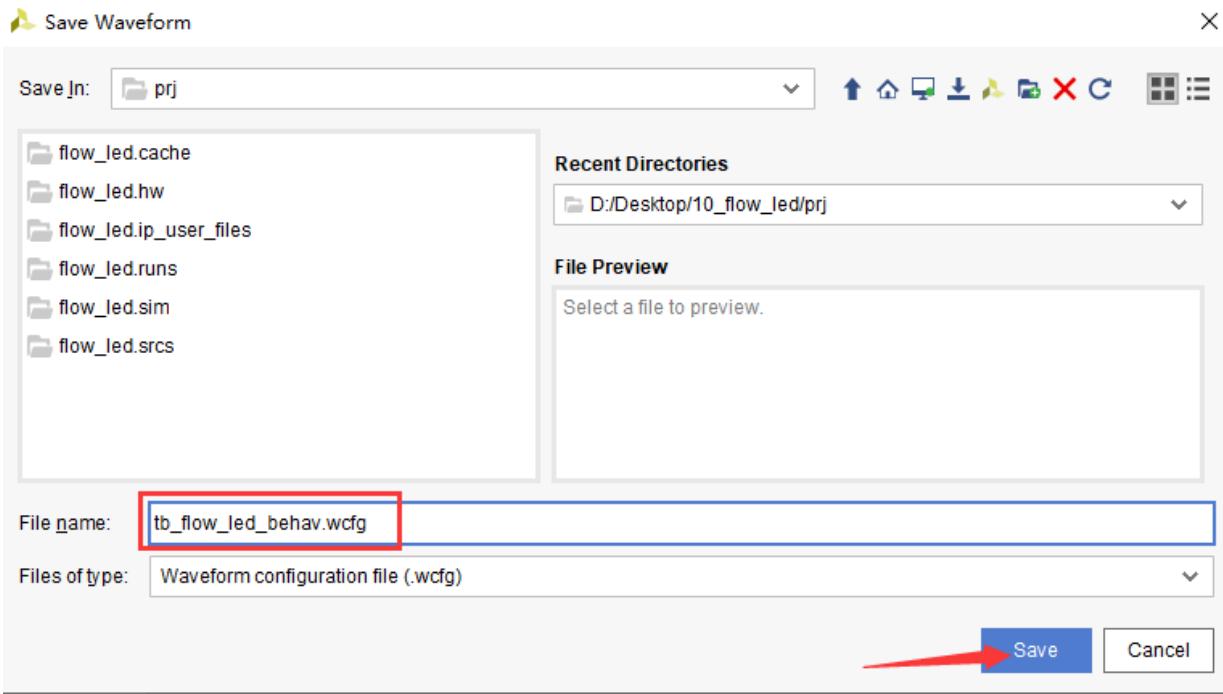 Save Waveform
Save In: prj
flow_led.cache
flow_led.hw
flow_led.ip_user_files
flow_led.runs
flow_led.sim
flow_led.srcs
Recent Directories
D:/Desktop/10_flow_led/prj
File Preview
Select a file to preview.
File name: tb_flow_led_behav.wcfg
Files of type: Waveform configuration file (.wcfg)
Save Cancel